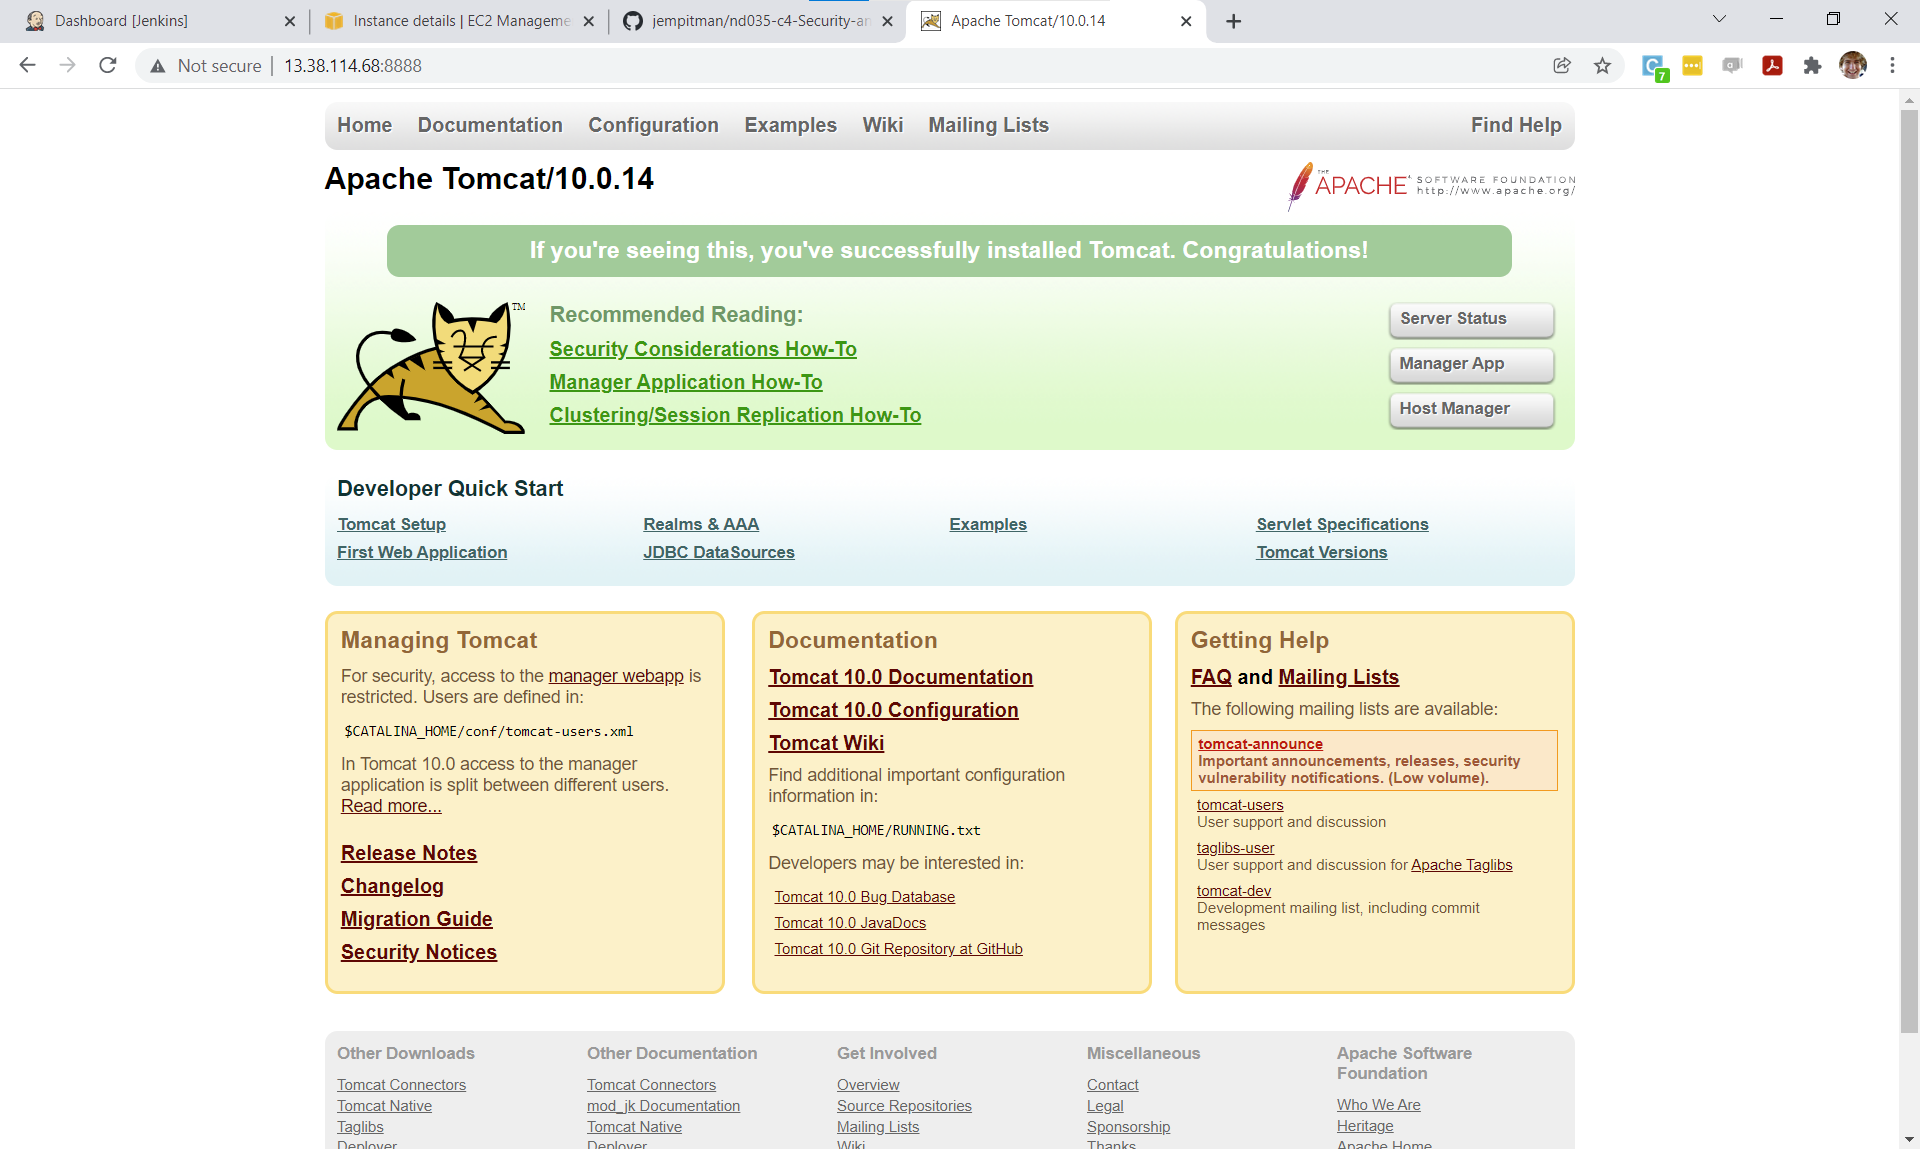 Dashboard [Jenkins]
Instance details | EC2 Manageme
jempitman/nd035-c4-Security-an
Apache Tomcat/10.0.14
Not secure
13.38.114.68:8888
7
Home Documentation Configuration Examples Wiki Mailing Lists Find Help
Apache Tomcat/10.0.14
THE APACHE SOFTWARE FOUNDATION
http://www.apache.org/
If you're seeing this, you've successfully installed Tomcat. Congratulations!
TM
Recommended Reading:
Security Considerations How-To
Manager Application How-To
Clustering/Session Replication How-To
Server Status
Manager App
Host Manager
Developer Quick Start
Tomcat Setup
First Web Application
Realms & AAA
JDBC DataSources
Examples
Servlet Specifications
Tomcat Versions
Managing Tomcat
For security, access to the manager webapp is
restricted. Users are defined in:
$CATALINA_HOME/conf/tomcat-users.xml
In Tomcat 10.0 access to the manager
application is split between different users.
Read more...
Release Notes
Changelog
Migration Guide
Security Notices
Documentation
Tomcat 10.0 Documentation
Tomcat 10.0 Configuration
Tomcat Wiki
Find additional important configuration
information in:
$CATALINA_HOME/RUNNING.txt
Developers may be interested in:
Tomcat 10.0 Bug Database
Tomcat 10.0 JavaDocs
Tomcat 10.0 Git Repository at GitHub
Getting Help
FAQ and Mailing Lists
The following mailing lists are available:
tomcat-announce
Important announcements, releases, security
vulnerability notifications. (Low volume).
tomcat-users
User support and discussion
taglibs-user
User support and discussion for Apache Taglibs
tomcat-dev
Development mailing list, including commit
messages
Other Downloads
Tomcat Connectors
Tomcat Native
Taglibs
Deployer
Other Documentation
Tomcat Connectors
mod_jk Documentation
Tomcat Native
Deployer
Get Involved
Overview
Source Repositories
Mailing Lists
Wiki
Miscellaneous
Contact
Legal
Sponsorship
Thanks
Apache Software
Foundation
Who We Are
Heritage
Apache Home